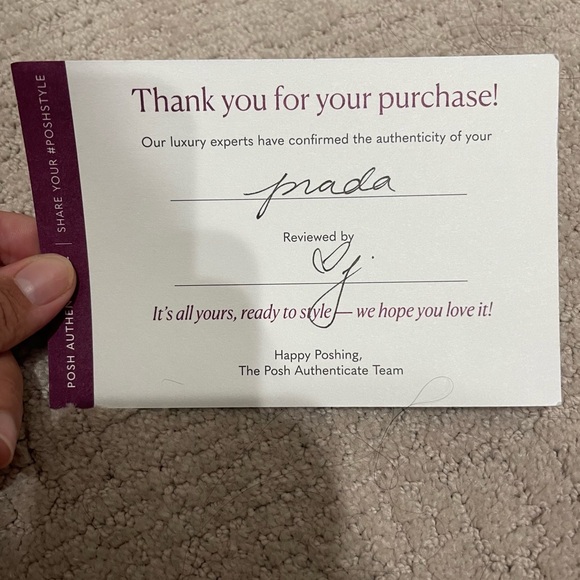 Thank you for your purchase!
Our luxury experts have confirmed the authenticity of your
prada
Reviewed by
♡j.
It's all yours, ready to style — we hope you love it!
Happy Poshing,
The Posh Authenticate Team
POSH AUTHE | SHARE YOUR #POSHSTYLE